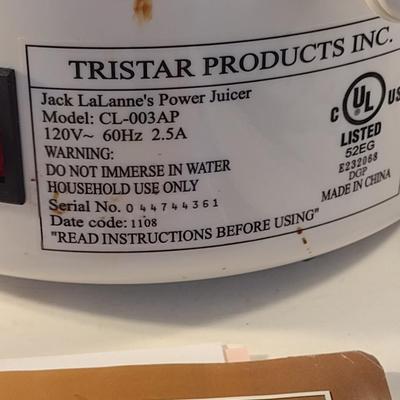 TRISTAR PRODUCTS INC.
Jack LaLanne's Power Juicer
Model: CL-003AP
120V~ 60Hz 2.5A
WARNING:
DO NOT IMMERSE IN WATER
HOUSEHOLD USE ONLY
Serial No. 044744361
Date code: 1108
"READ INSTRUCTIONS BEFORE USING"
C UL US
LISTED
52EG
E232068
DGP
MADE IN CHINA